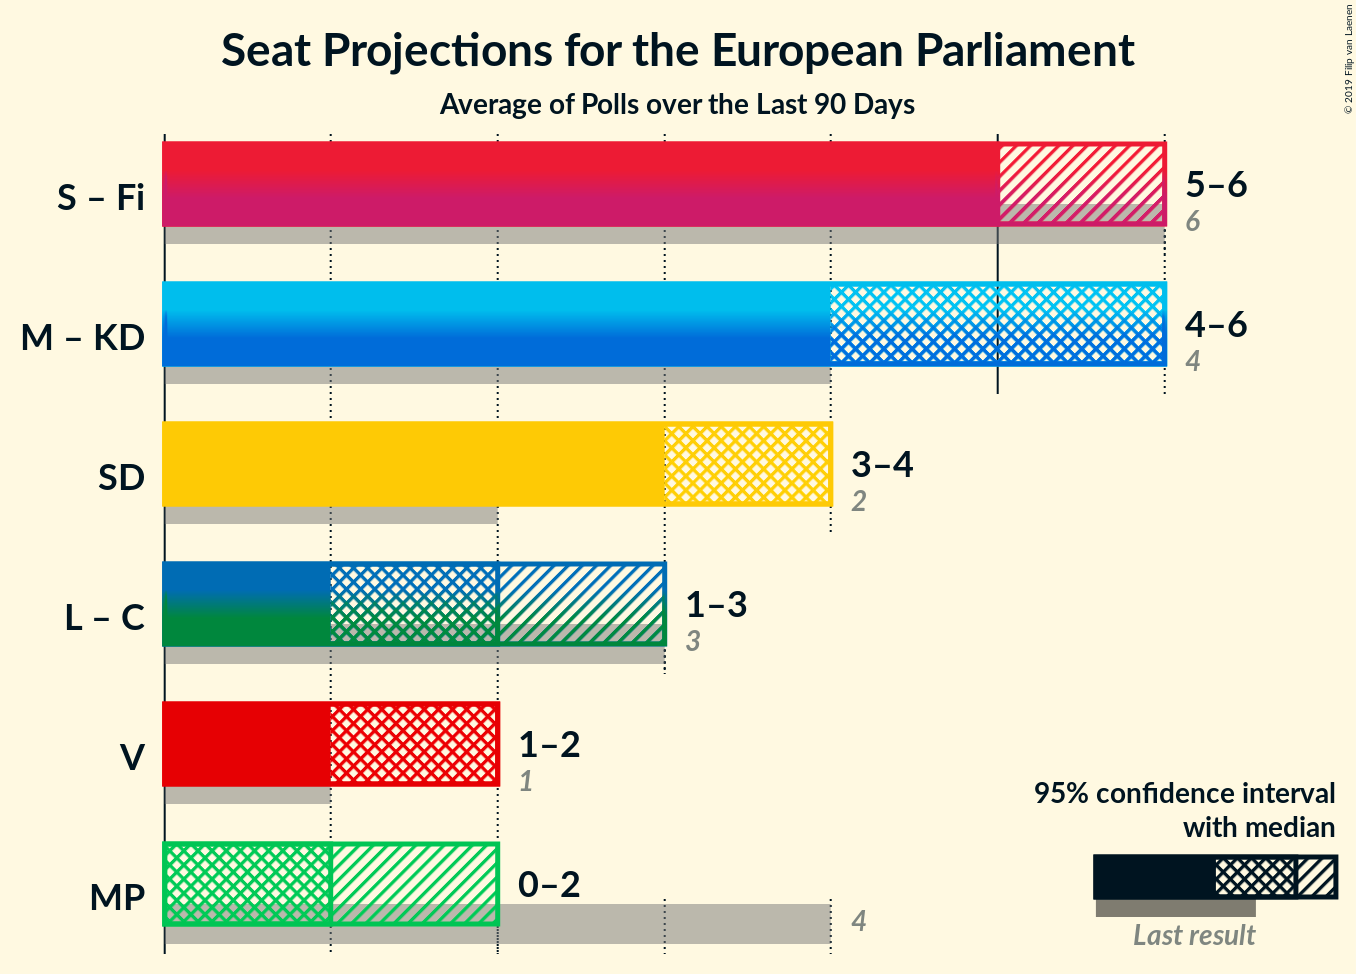 Seat Projections for the European Parliament
Average of Polls over the Last 90 Days
© 2019 Filip van Laenen
S – Fi
5–6
6
M – KD
4–6
4
SD
3–4
2
L – C
1–3
3
V
1–2
1
MP
0–2
4
95% confidence interval
with median
Last result